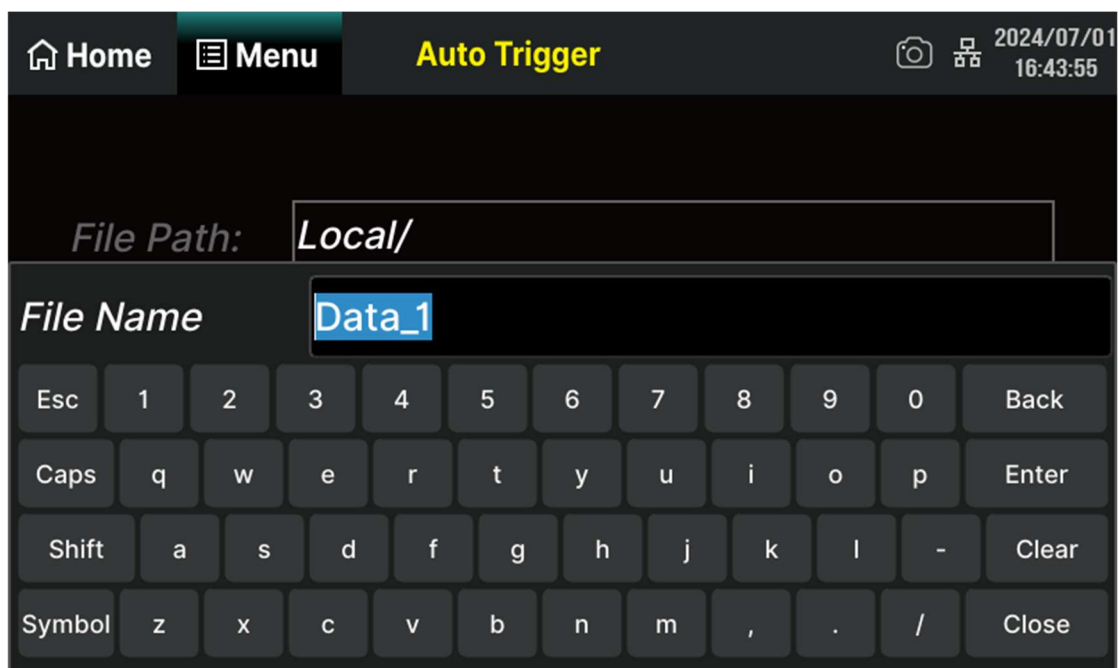 Home Menu Auto Trigger 2024/07/01
16:43:55
File Path: Local/
File Name Data_1
Esc 1 2 3 4 5 6 7 8 9 0 Back
Caps q w e r t y u i o p Enter
Shift a s d f g h j k l - Clear
Symbol z x c v b n m , . / Close